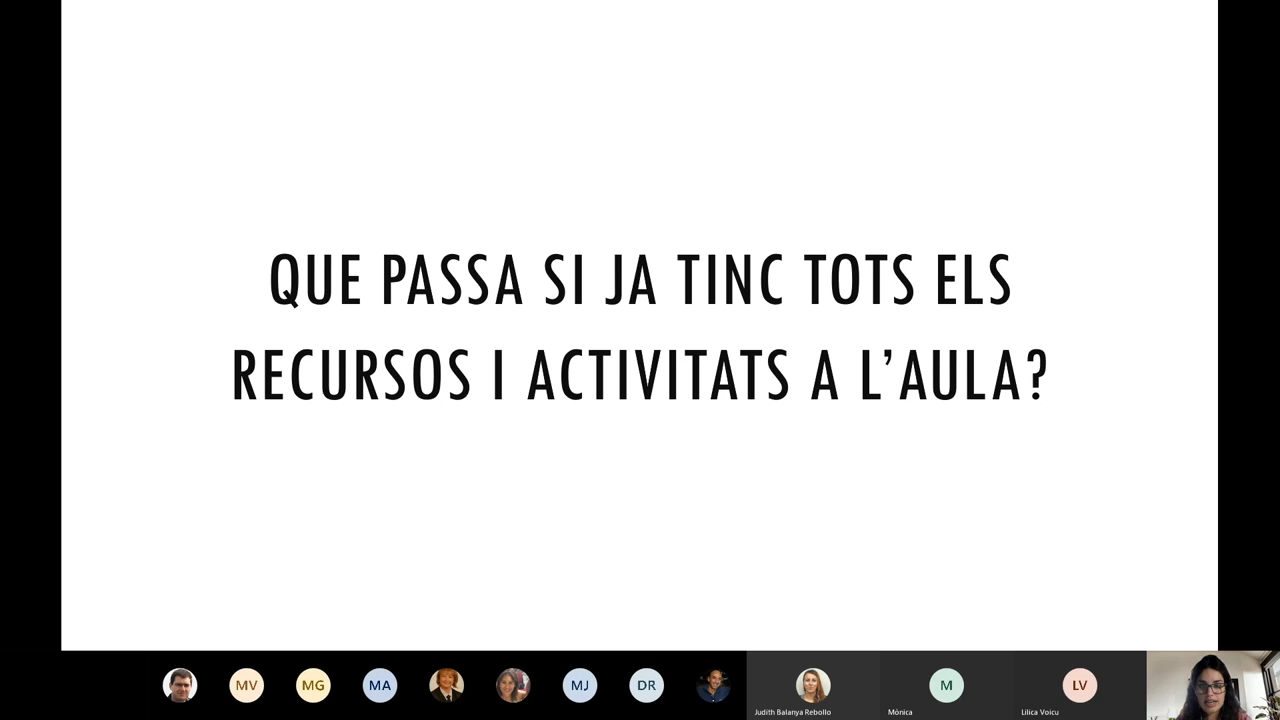 QUE PASSA SI JA TINC TOTS ELS
RECURSOS I ACTIVITATS A L’AULA?
MV
MG
MA
MJ
DR
M
LV
Judith Balanya Rebollo
Mònica
Lilica Voicu